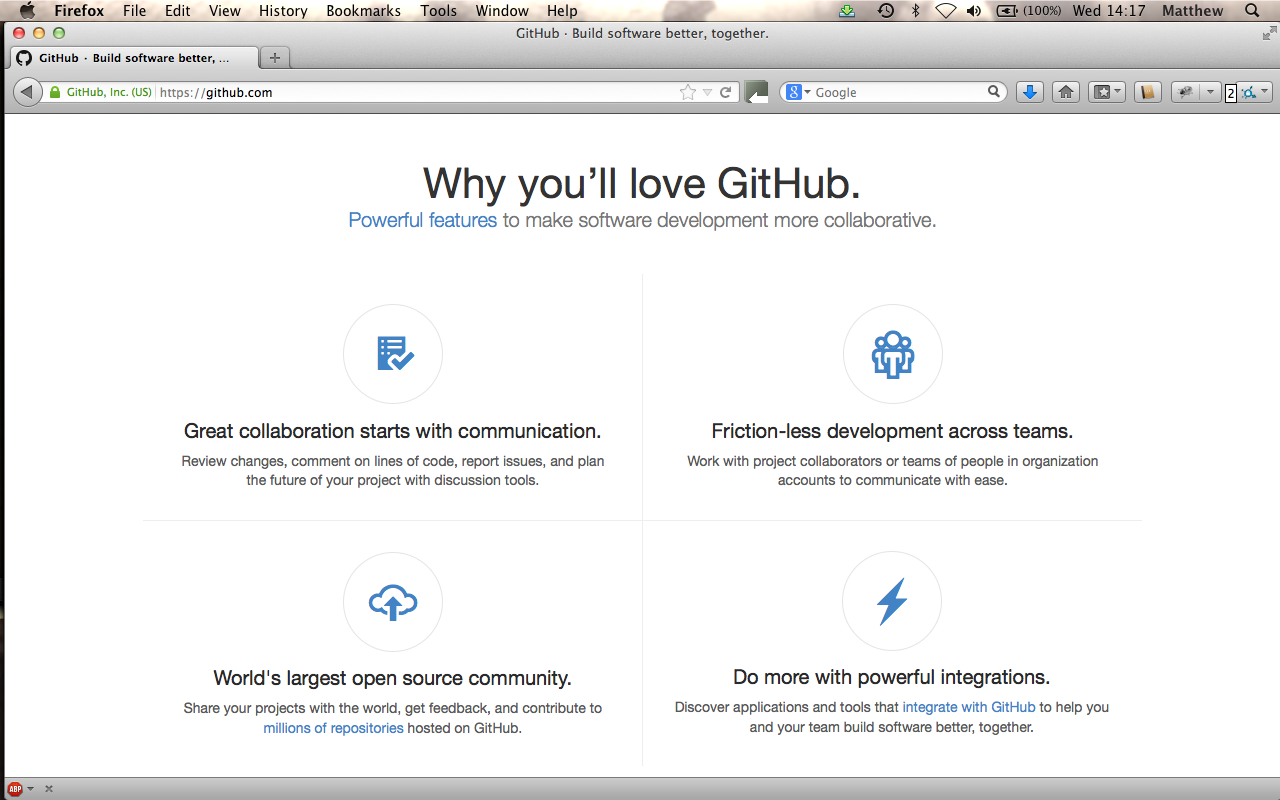 Firefox File Edit View History Bookmarks Tools Window Help (100%) Wed 14:17 Matthew
GitHub · Build software better, together.
GitHub · Build software better, ...
GitHub, Inc. (US) https://github.com
8 Google
2
Why you’ll love GitHub.
Powerful features to make software development more collaborative.
Great collaboration starts with communication.
Review changes, comment on lines of code, report issues, and plan
the future of your project with discussion tools.
Friction-less development across teams.
Work with project collaborators or teams of people in organization
accounts to communicate with ease.
World's largest open source community.
Share your projects with the world, get feedback, and contribute to
millions of repositories hosted on GitHub.
Do more with powerful integrations.
Discover applications and tools that integrate with GitHub to help you
and your team build software better, together.
ABP